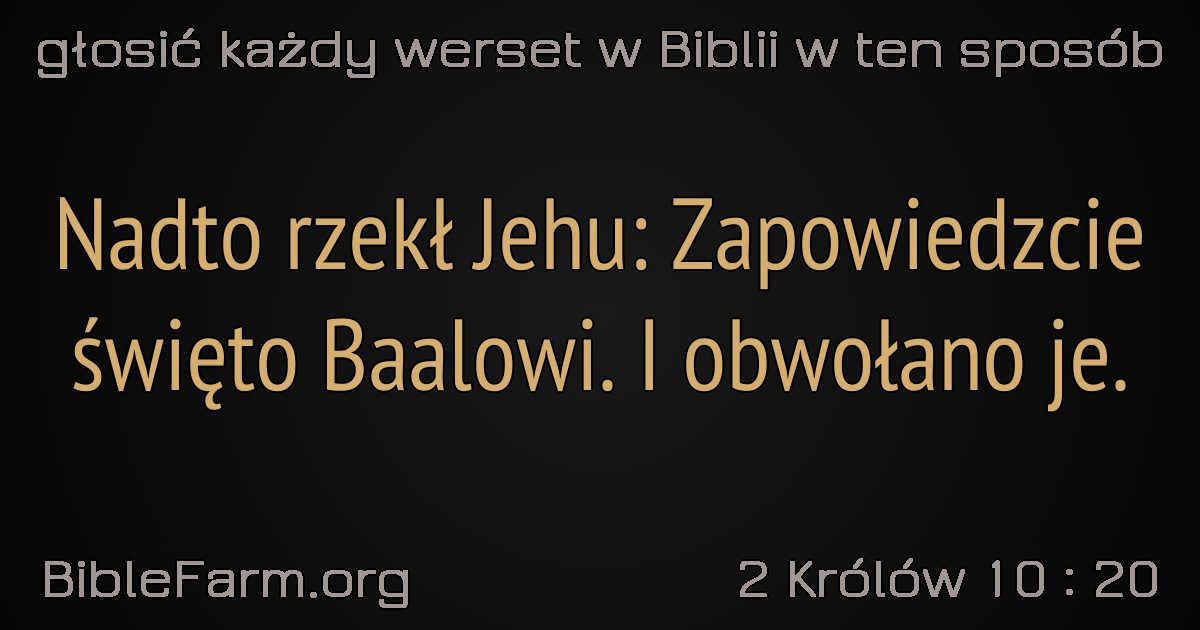 głosić każdy werset w Biblii w ten sposób
Nadto rzekł Jehu: Zapowiedzcie
święto Baalowi. I obwołano je.
BibleFarm.org
2 Królów 10 : 20